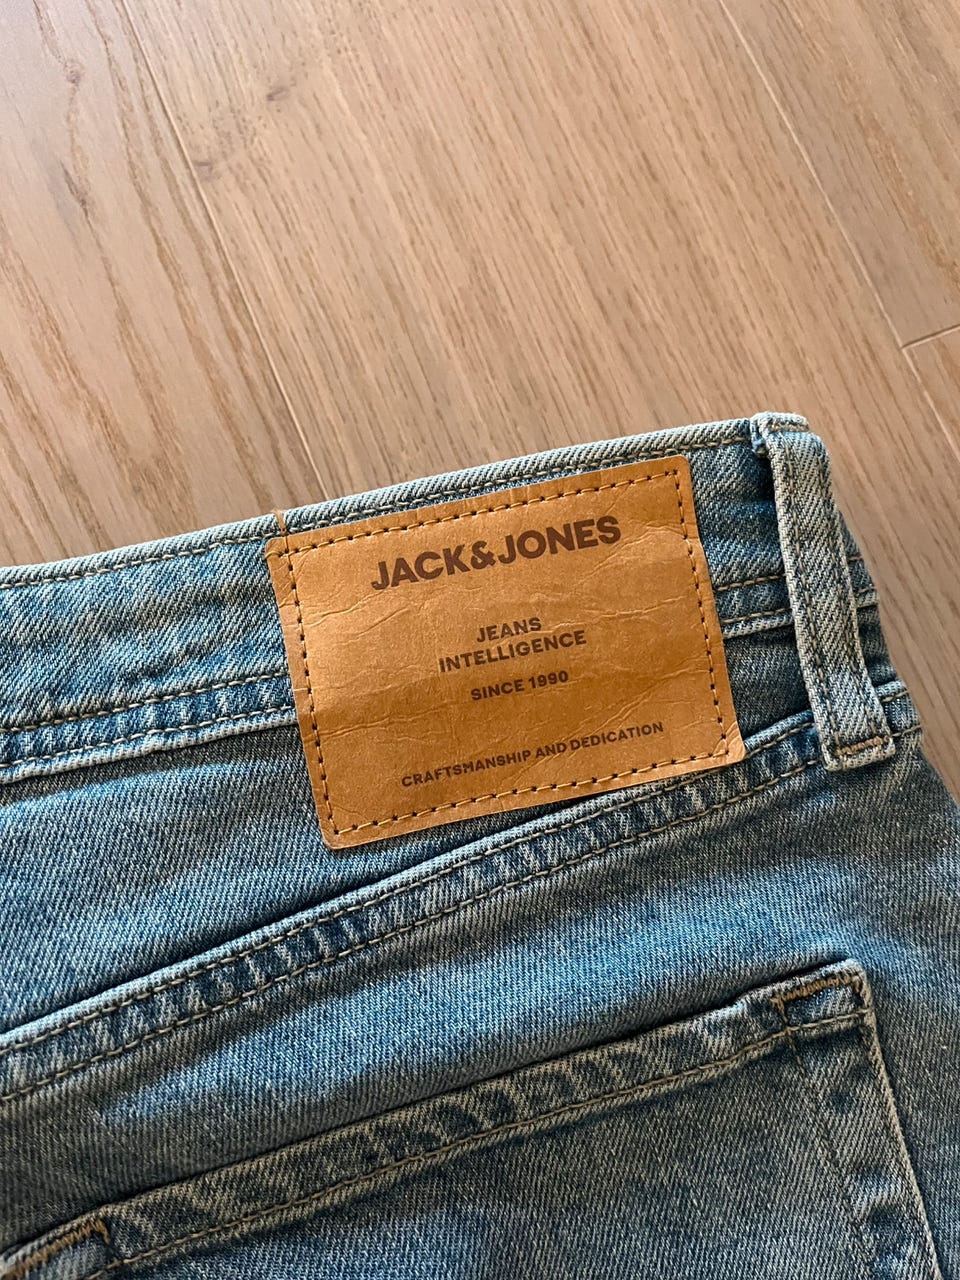 JACK&JONES
JEANS
INTELLIGENCE
SINCE 1990
CRAFTSMANSHIP AND DEDICATION